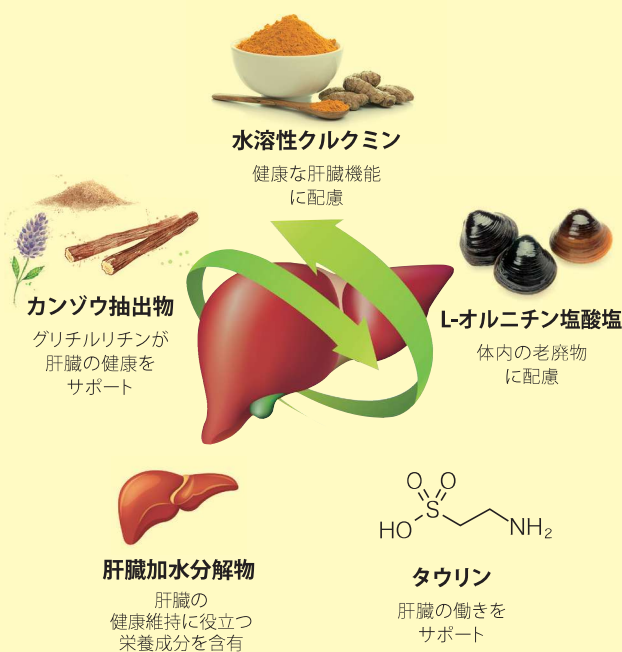 水溶性クルクミン
健康な肝臓機能
に配慮
カンゾウ抽出物
グリチルリチンが
肝臓の健康を
サポート
L-オルニチン塩酸塩
体内の老廃物
に配慮
肝臓加水分解物
肝臓の
健康維持に役立つ
栄養成分を含有
O O
S
HO NH₂
タウリン
肝臓の働きを
サポート